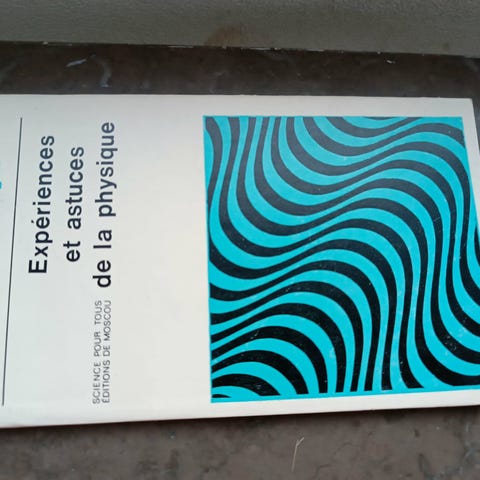 Expériences
et astuces
de la physique
SCIENCE POUR TOUS
ÉDITIONS DE MOSCOU